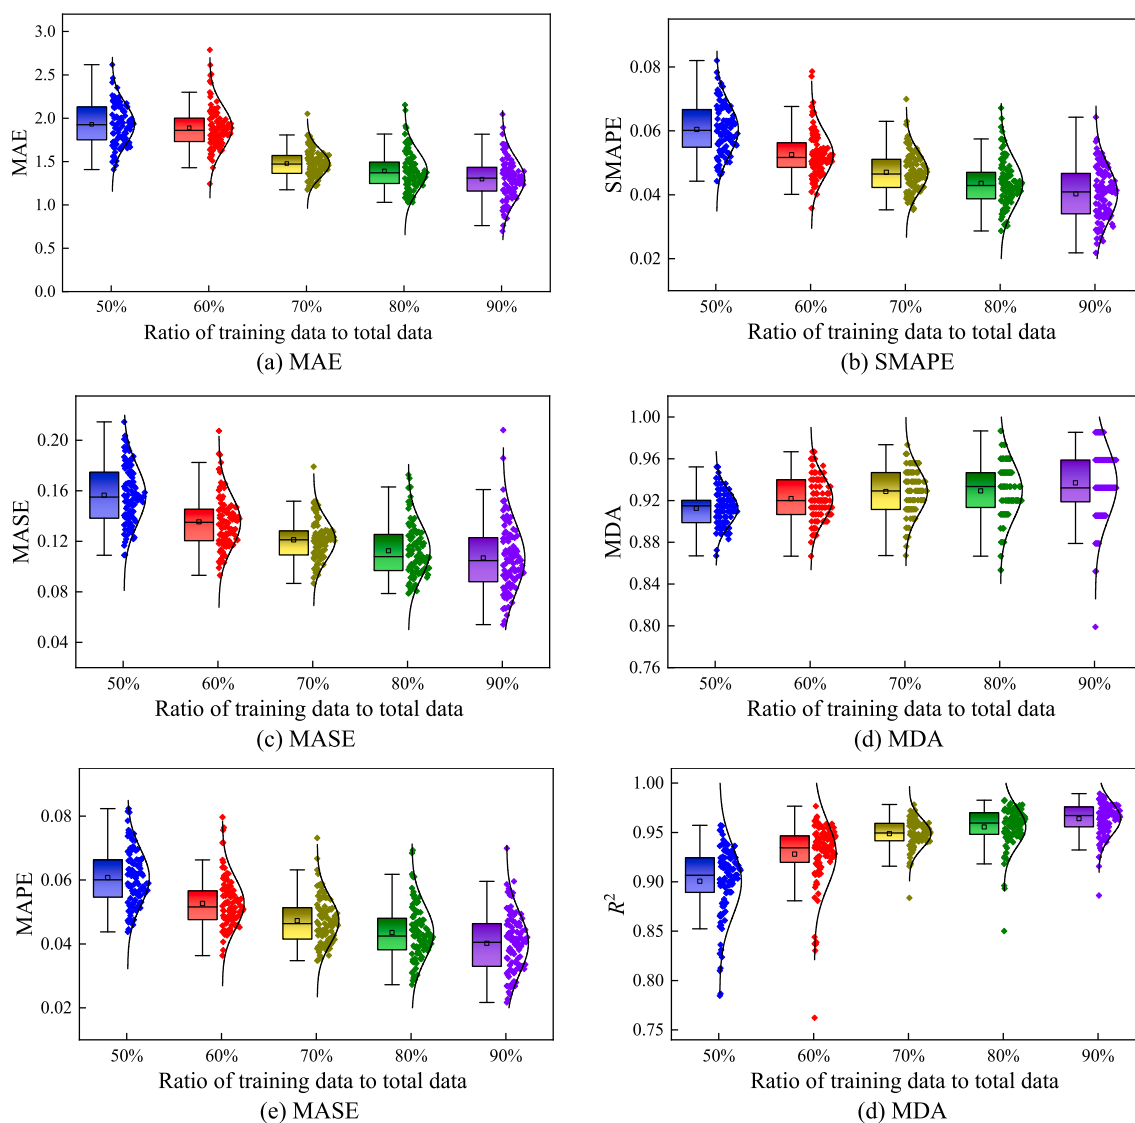 3.0
2.5
2.0
1.5
1.0
0.5
0.0
MAE
50% 60% 70% 80% 90%
Ratio of training data to total data
(a) MAE
0.08
0.06
0.04
0.02
SMAPE
50% 60% 70% 80% 90%
Ratio of training data to total data
(b) SMAPE
0.20
0.16
0.12
0.08
0.04
MASE
50% 60% 70% 80% 90%
Ratio of training data to total data
(c) MASE
1.00
0.96
0.92
0.88
0.84
0.80
0.76
MDA
50% 60% 70% 80% 90%
Ratio of training data to total data
(d) MDA
0.08
0.06
0.04
0.02
MAPE
50% 60% 70% 80% 90%
Ratio of training data to total data
(e) MASE
1.00
0.95
0.90
0.85
0.80
0.75
R²
50% 60% 70% 80% 90%
Ratio of training data to total data
(d) MDA